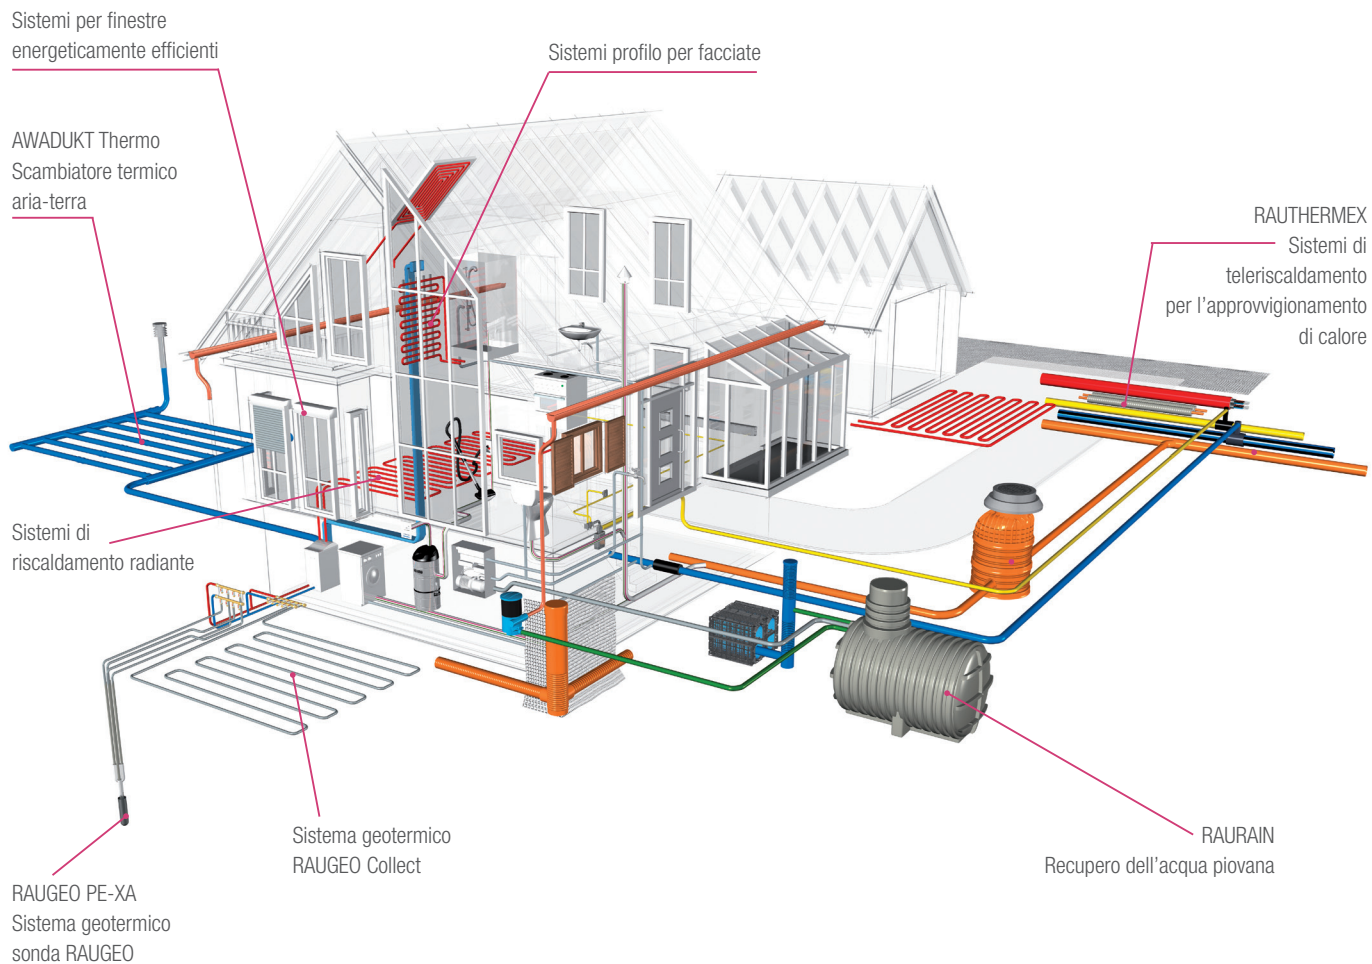 Sistemi per finestre
energeticamente efficienti
Sistemi profilo per facciate
AWADUKT Thermo
Scambiatore termico
aria-terra
RAUTHERMEX
Sistemi di
teleriscaldamento
per l’approvvigionamento
di calore
Sistemi di
riscaldamento radiante
Sistema geotermico
RAUGEO Collect
RAURAIN
Recupero dell’acqua piovana
RAUGEO PE-XA
Sistema geotermico
sonda RAUGEO